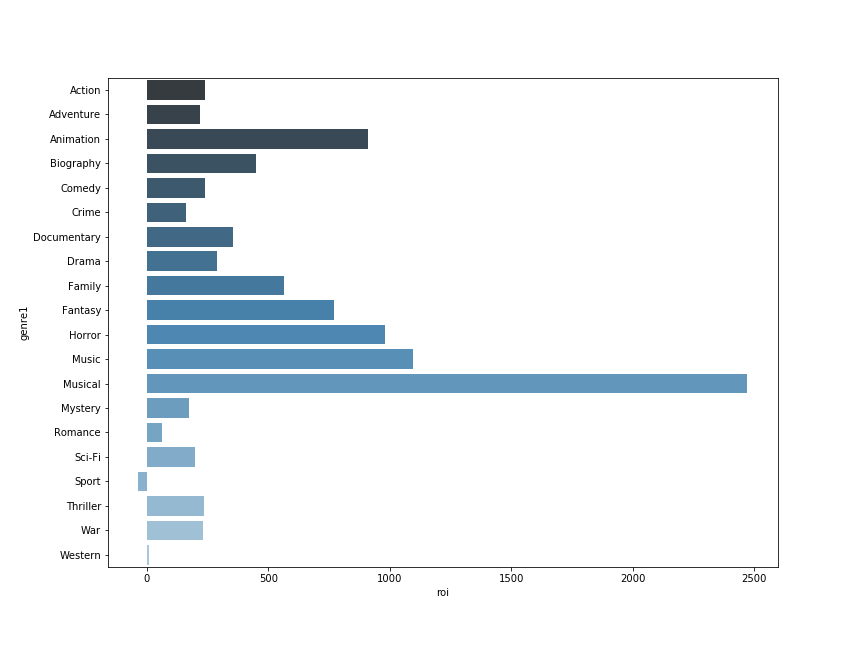 Action
Adventure
Animation
Biography
Comedy
Crime
Documentary
Drama
Family
Fantasy
Horror
Music
Musical
Mystery
Romance
Sci-Fi
Sport
Thriller
War
Western
genre1
0 500 1000 1500 2000 2500
roi